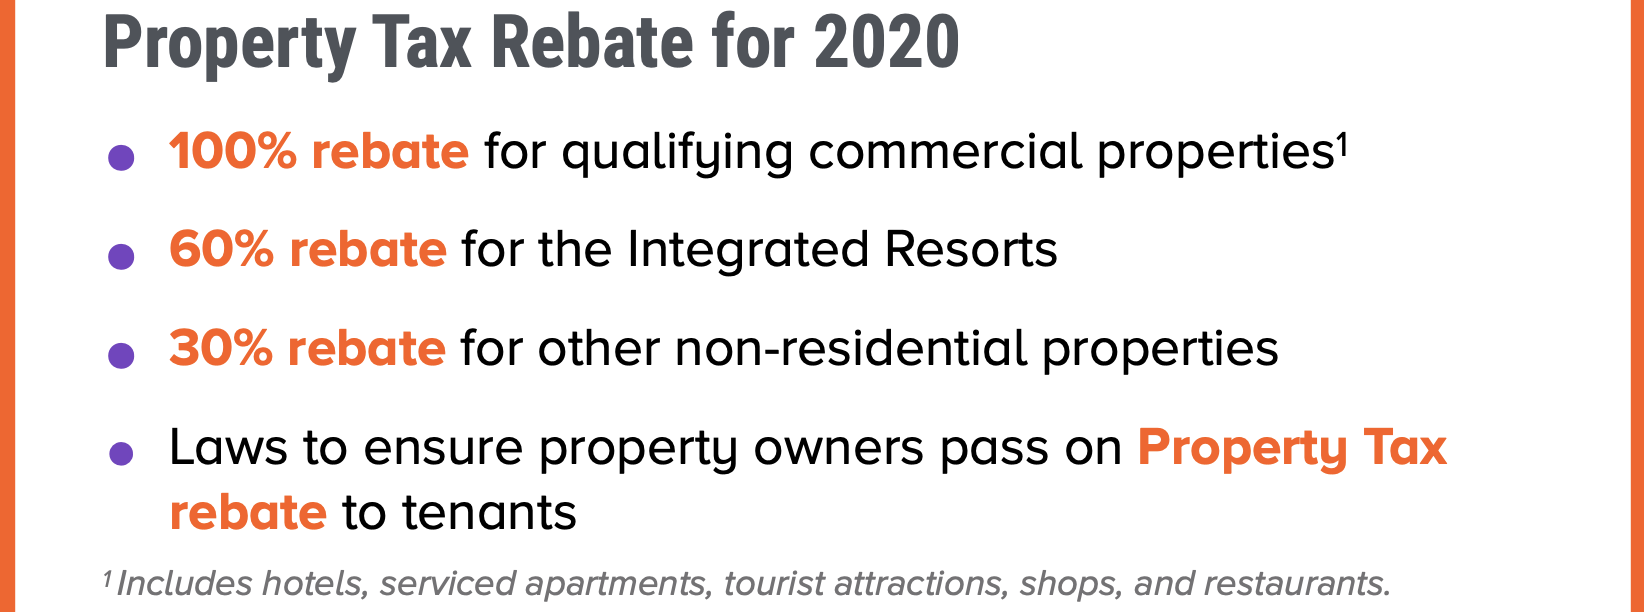 Property Tax Rebate for 2020
• 100% rebate for qualifying commercial properties¹
• 60% rebate for the Integrated Resorts
• 30% rebate for other non-residential properties
• Laws to ensure property owners pass on Property Tax
rebate to tenants
¹ Includes hotels, serviced apartments, tourist attractions, shops, and restaurants.